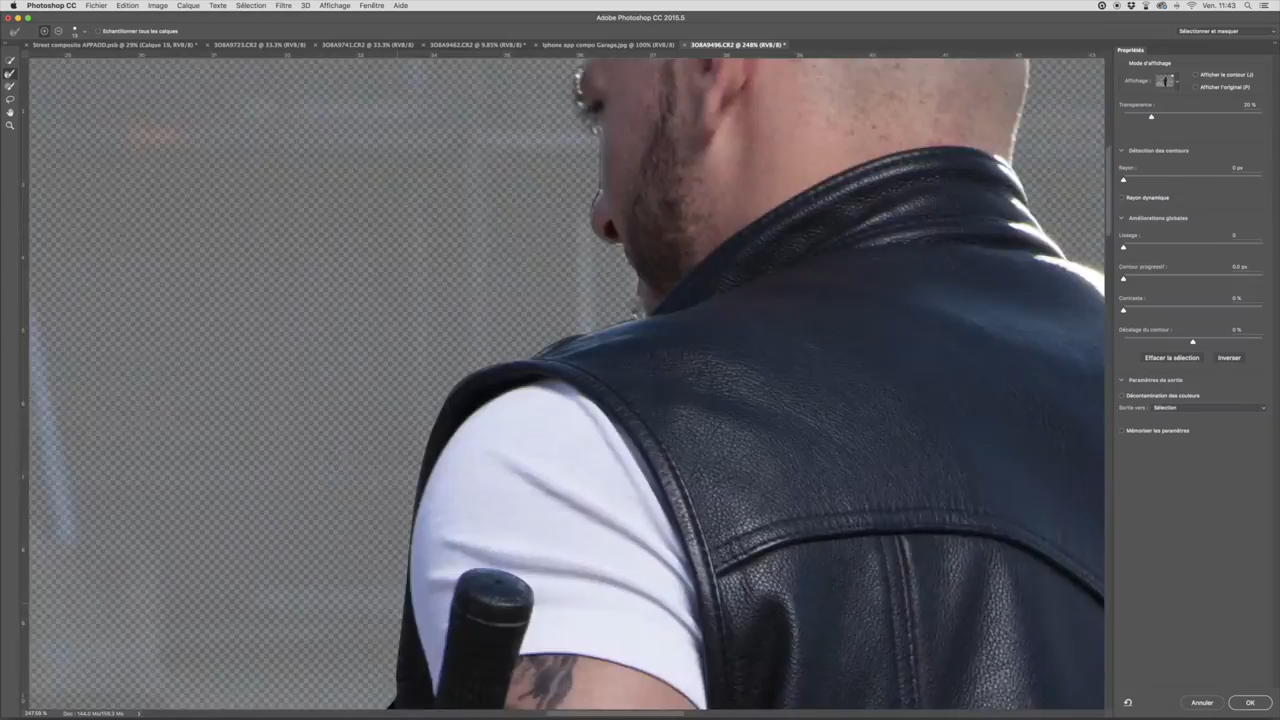 Photoshop CC Fichier Edition Image Calque Texte Sélection Filtre 3D Affichage Fenêtre Aide Ven. 11:43
Adobe Photoshop CC 2015.5
13 Echantillonner tous les calques Sélectionner et masquer
Street composito APPADD.psb @ 29% (Calque 19, RVB/8) * 3O8A9723.CR2 @ 33.3% (RVB/8) 3O8A9741.CR2 @ 33.3% (RVB/8) 3O8A9462.CR2 @ 9.85% (RVB/8) * Iphone app compo Garage.jpg @ 100% (RVB/8) 3O8A9496.CR2 @ 248% (RVB/8) *
Propriétés
Mode d'affichage
Affichage :
Afficher le contour (J)
Afficher l'original (P)
Transparence : 20 %
Détection des contours
Rayon : 0 px
Rayon dynamique
Améliorations globales
Lissage : 0
Contour progressif : 0.0 px
Contraste : 0 %
Décalage du contour : 0 %
Effacer la sélection Inverser
Paramètres de sortie
Décontamination des couleurs
Sortie vers : Sélection
Mémoriser les paramètres
Annuler OK
247.59 % Doc : 144.0 Mo/159.3 Mo